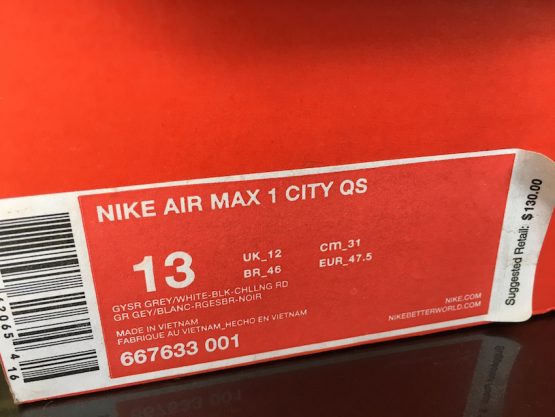 NIKE AIR MAX 1 CITY QS
13
UK_12
BR_46
cm_31
EUR_47.5
GYSR GREY/WHITE-BLK-CHLLNG RD
GR GEY/BLANC-RGESBR-NOIR
MADE IN VIETNAM
FABRIQUE AU VIETNAM_HECHO EN VIETNAM
667633 001
NIKE.COM
NIKEBETTERWORLD.COM
Suggested Retail: $130.00